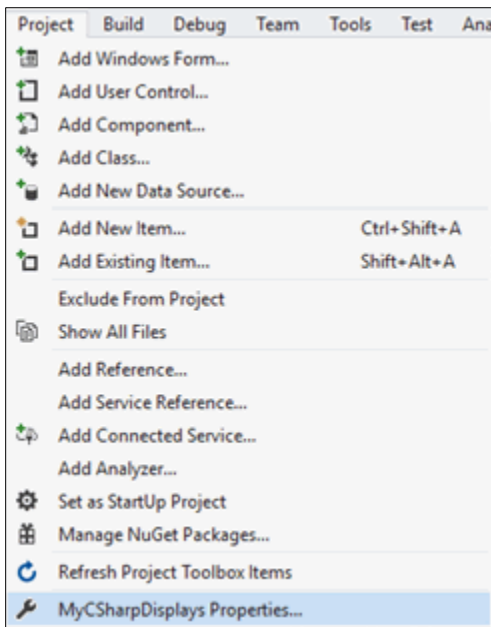 Project Build Debug Team Tools Test Ana
Add Windows Form...
Add User Control...
Add Component...
Add Class...
Add New Data Source...
Add New Item... Ctrl+Shift+A
Add Existing Item... Shift+Alt+A
Exclude From Project
Show All Files
Add Reference...
Add Service Reference...
Add Connected Service...
Add Analyzer...
Set as StartUp Project
Manage NuGet Packages...
Refresh Project Toolbox Items
MyCSharpDisplays Properties...